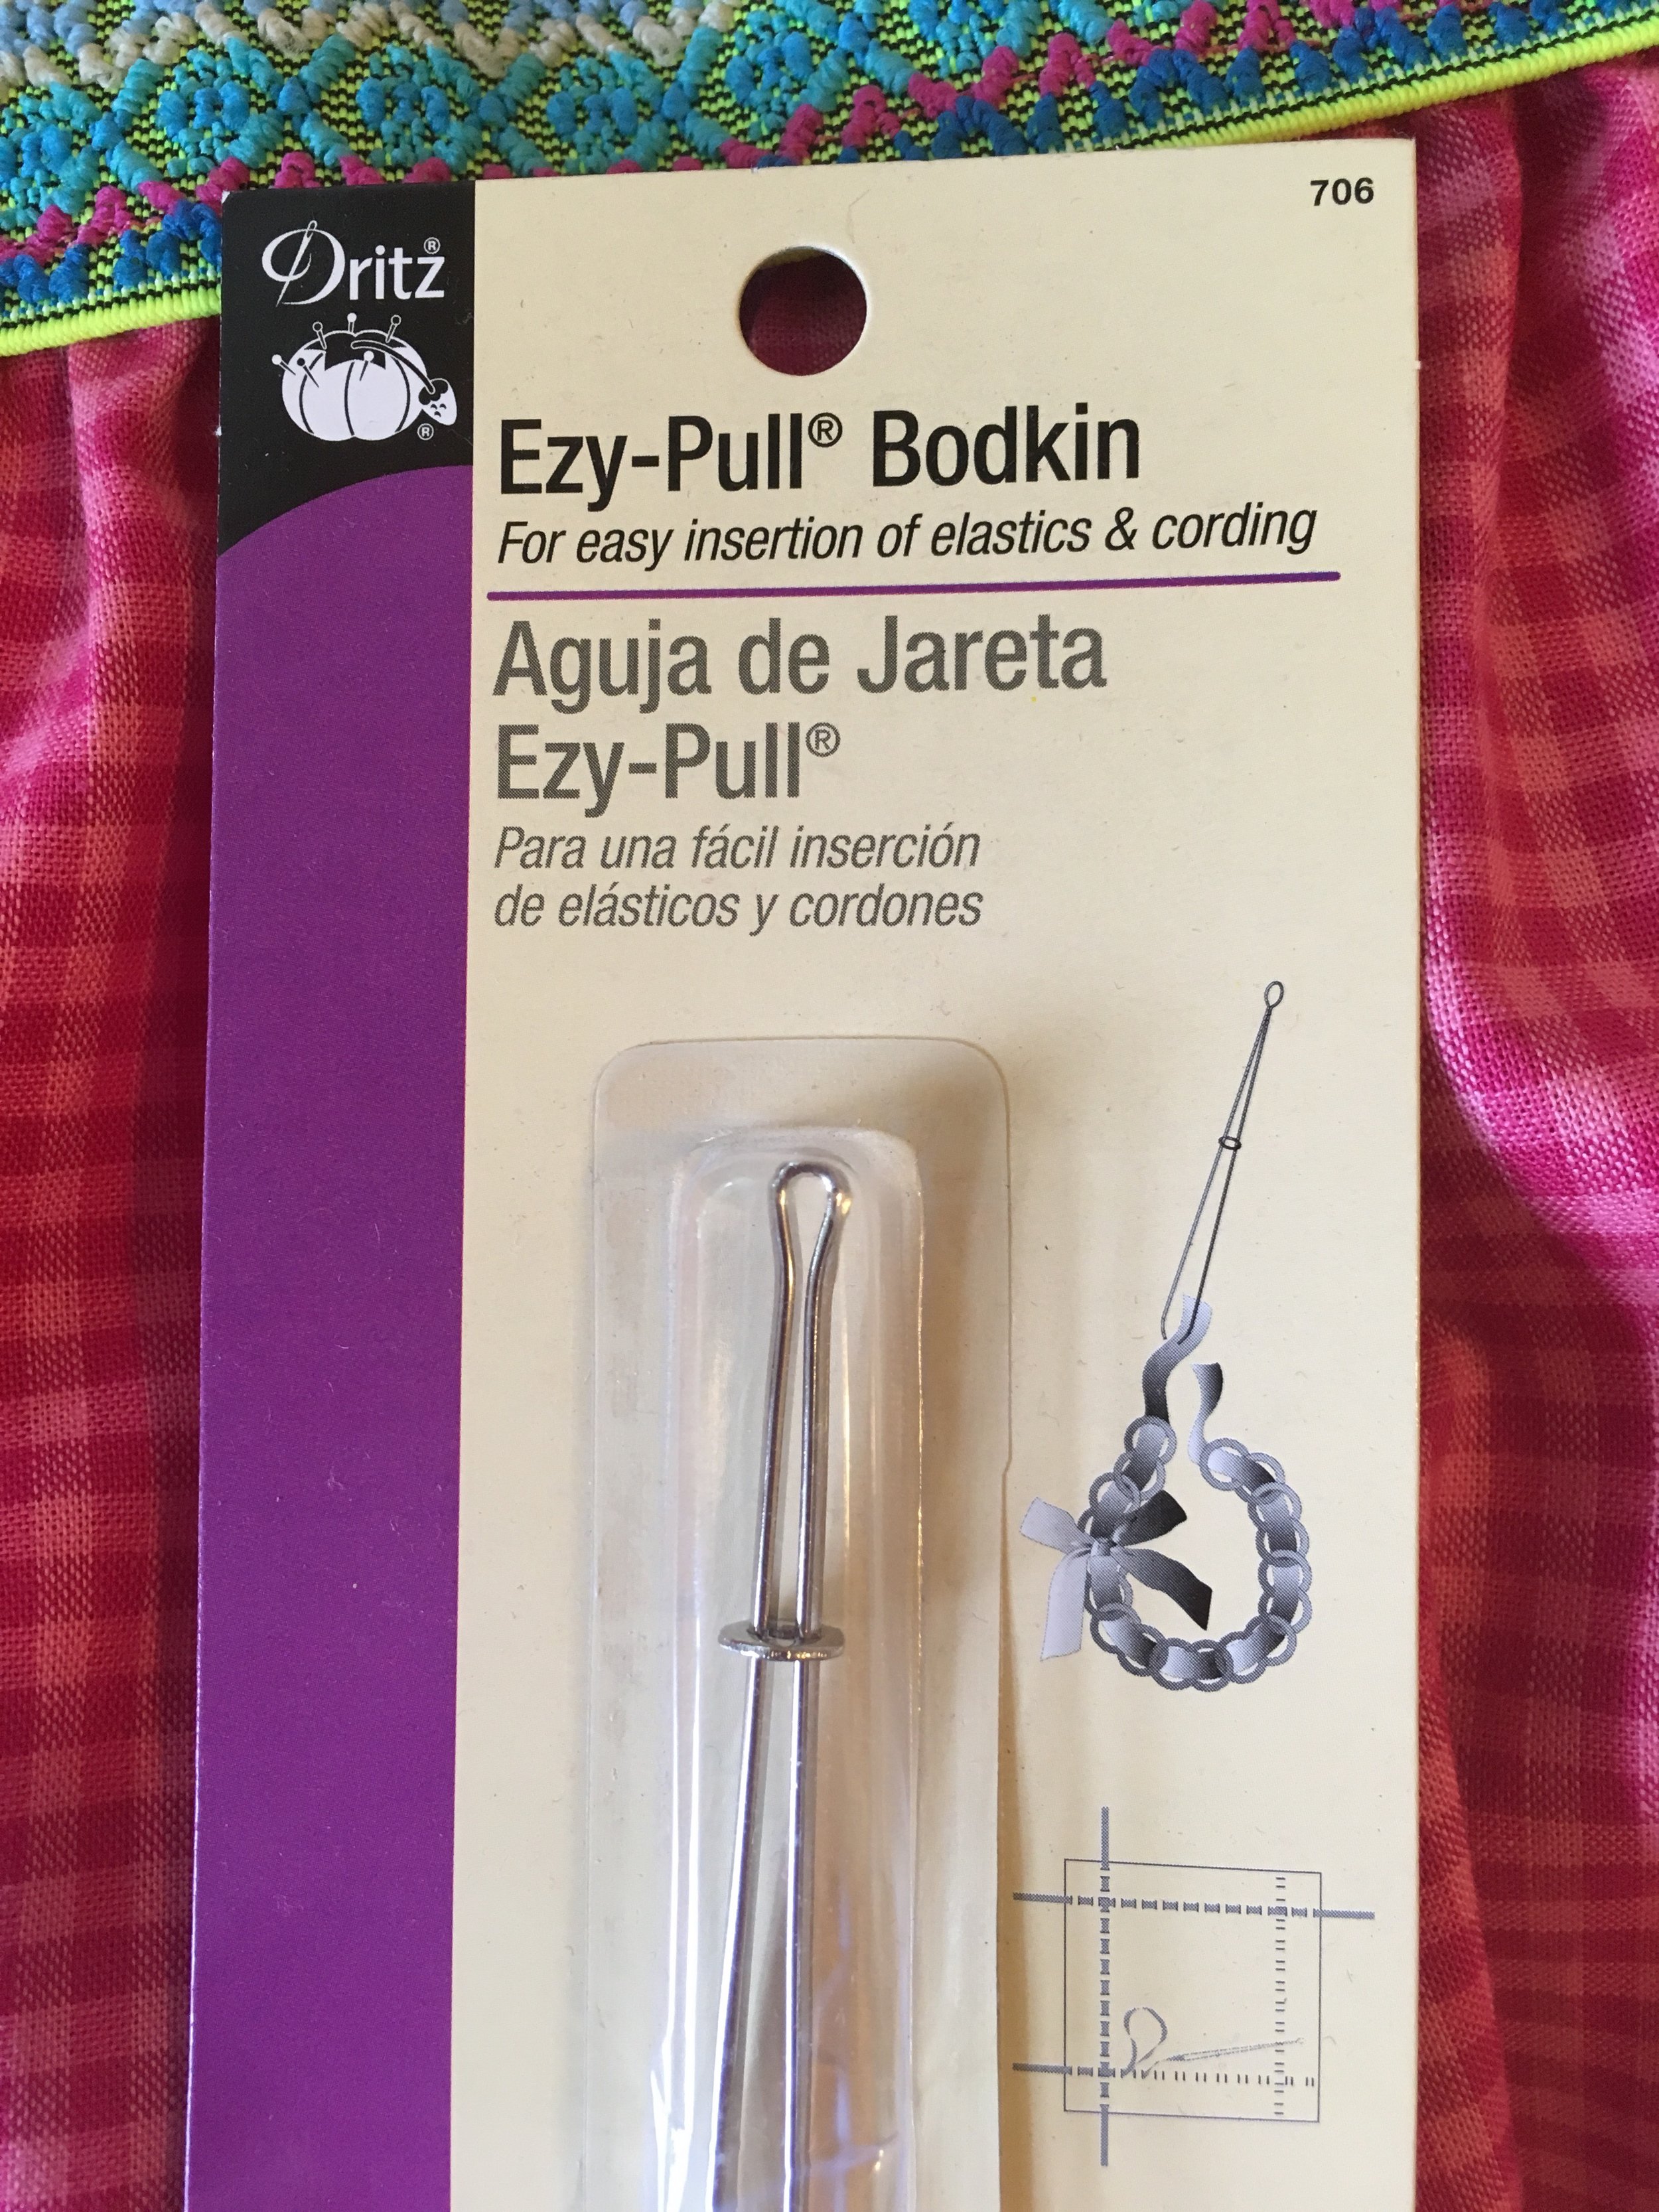 706
Dritz®
®
Ezy-Pull® Bodkin
For easy insertion of elastics & cording
Aguja de Jareta
Ezy-Pull®
Para una fácil inserción
de elásticos y cordones